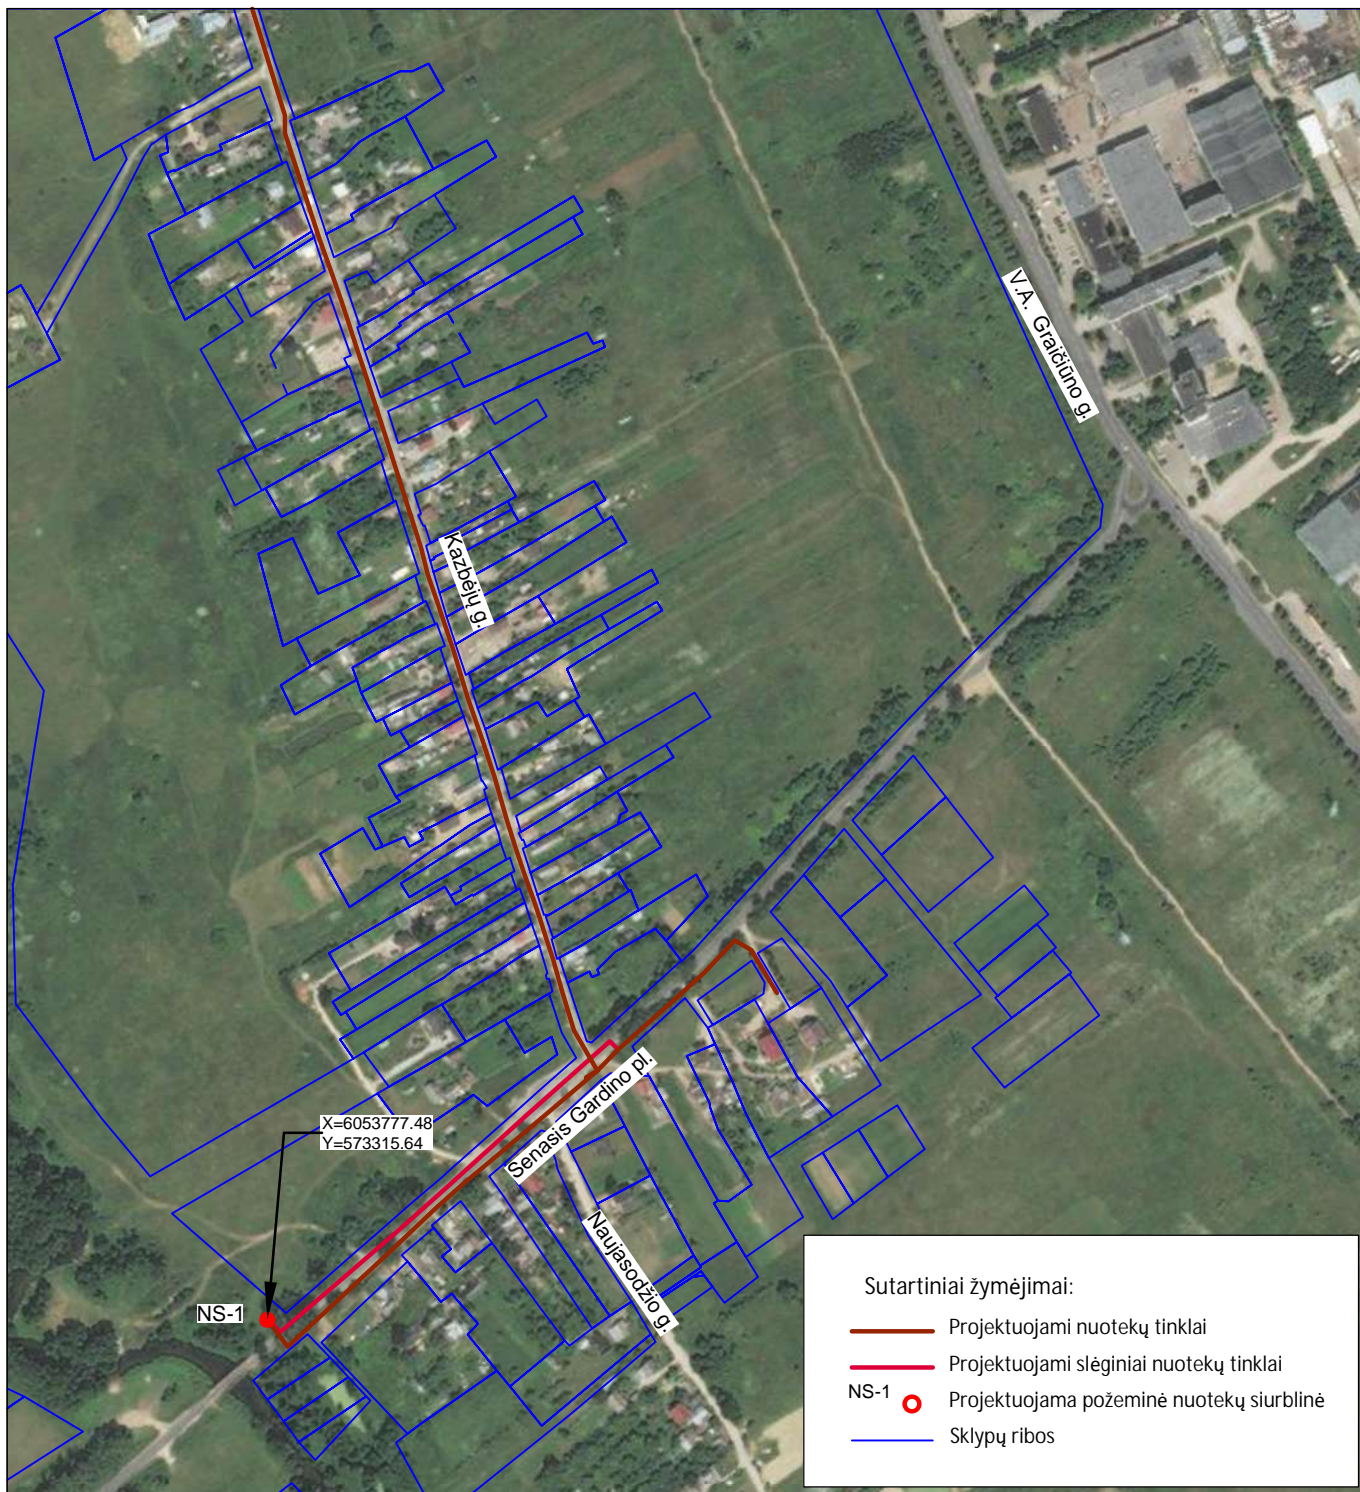 V.A. Graičiūno g.
Kazbėjų g.
Senasis Gardino pl.
X=6053777.48
Y=573315.64
Naujasodžio g.
NS-1
Sutartiniai žymėjimai:
Projektuojami nuotekų tinklai
Projektuojami slėginiai nuotekų tinklai
NS-1 Projektuojama požeminė nuotekų siurblinė
Sklypų ribos